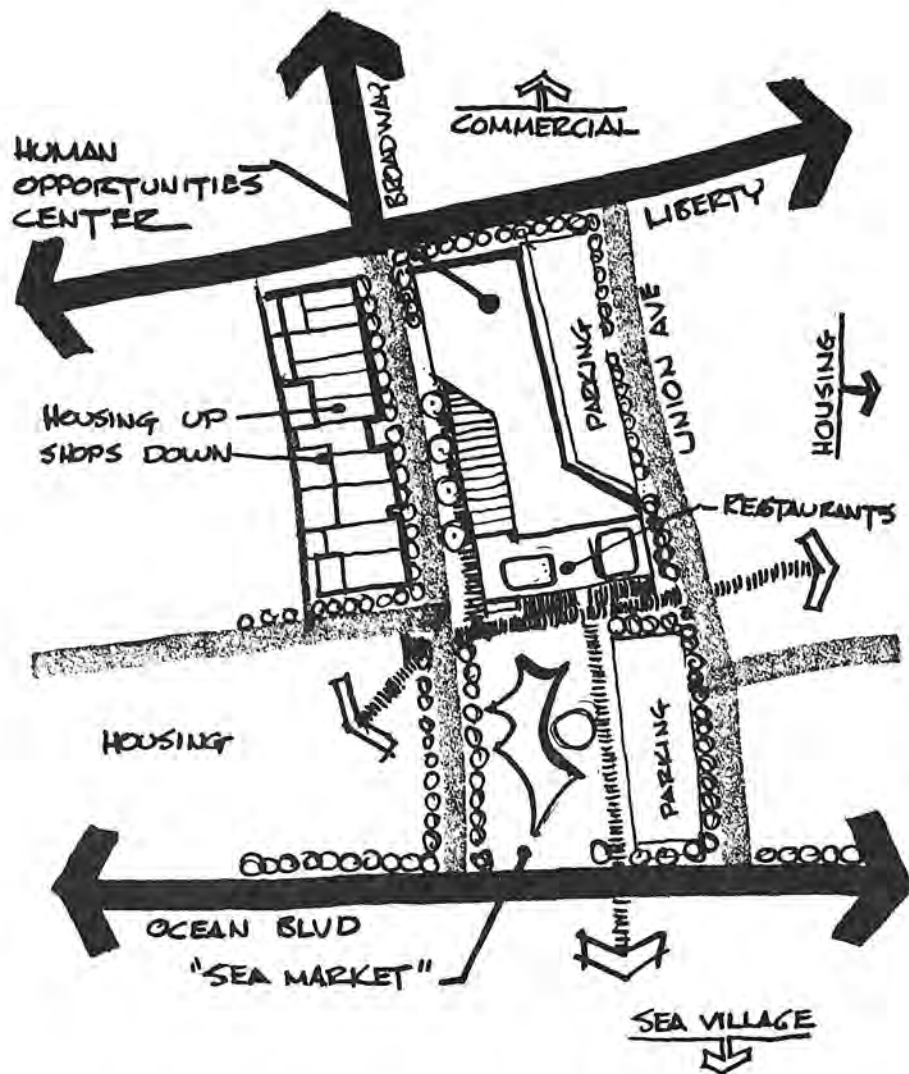 BROADWAY
COMMERCIAL
HUMAN
OPPORTUNITIES
CENTER
LIBERTY
PARKING
UNION AVE
HOUSING
HOUSING UP
SHOPS DOWN
RESTAURANTS
HOUSING
PARKING
OCEAN BLVD
"SEA MARKET"
SEA VILLAGE